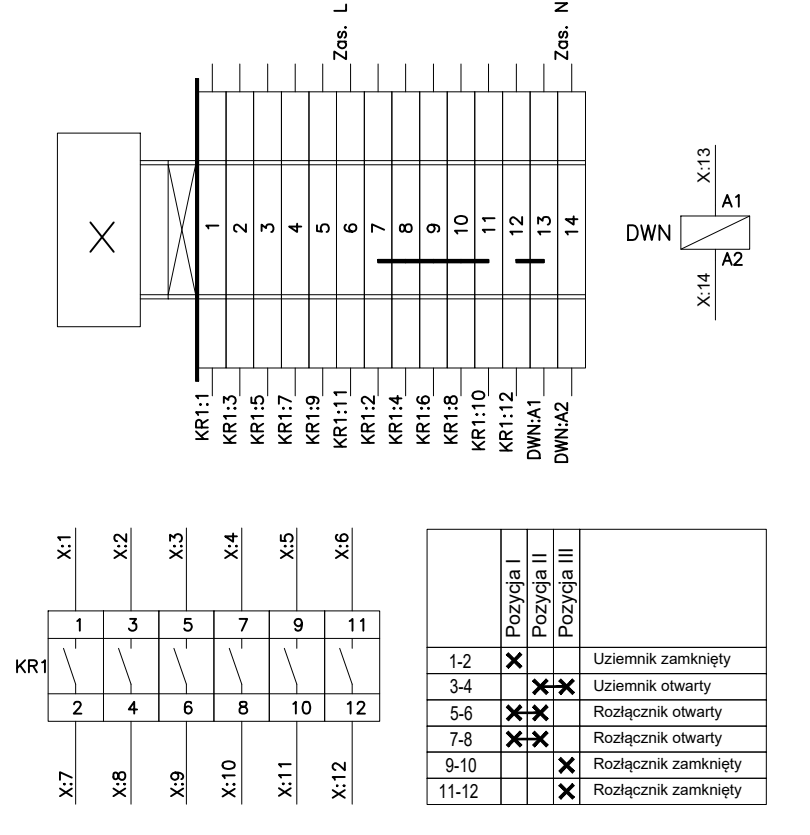 Zas. L
Zas. N
X
1 2 3 4 5 6 7 8 9 10 11 12 13 14
KR1:1
KR1:3
KR1:5
KR1:7
KR1:9
KR1:11
KR1:2
KR1:4
KR1:6
KR1:8
KR1:10
KR1:12
DWN:A1
DWN:A2
X:13
A1
DWN
A2
X:14
X:1 X:2 X:3 X:4 X:5 X:6
1 3 5 7 9 11
KR1
2 4 6 8 10 12
X:7 X:8 X:9 X:10 X:11 X:12
Pozycja I
Pozycja II
Pozycja III
1-2 Uziemnik zamknięty
3-4 Uziemnik otwarty
5-6 Rozłącznik otwarty
7-8 Rozłącznik otwarty
9-10 Rozłącznik zamknięty
11-12 Rozłącznik zamknięty